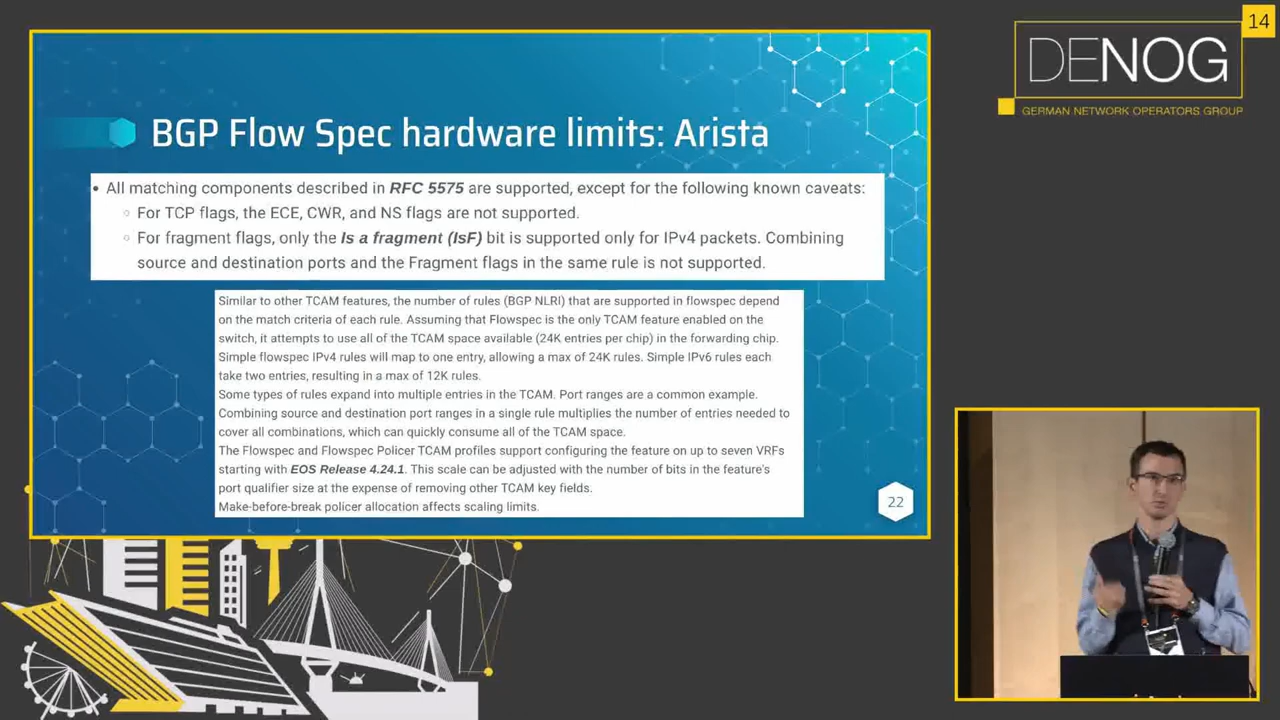 14
DENOG
GERMAN NETWORK OPERATORS GROUP
BGP Flow Spec hardware limits: Arista
• All matching components described in RFC 5575 are supported, except for the following known caveats:
○ For TCP flags, the ECE, CWR, and NS flags are not supported.
○ For fragment flags, only the Is a fragment (IsF) bit is supported only for IPv4 packets. Combining
source and destination ports and the Fragment flags in the same rule is not supported.
Similar to other TCAM features, the number of rules (BGP NLRI) that are supported in flowspec depend
on the match criteria of each rule. Assuming that Flowspec is the only TCAM feature enabled on the
switch, it attempts to use all of the TCAM space available (24K entries per chip) in the forwarding chip.
Simple flowspec IPv4 rules will map to one entry, allowing a max of 24K rules. Simple IPv6 rules each
take two entries, resulting in a max of 12K rules.
Some types of rules expand into multiple entries in the TCAM. Port ranges are a common example.
Combining source and destination port ranges in a single rule multiplies the number of entries needed to
cover all combinations, which can quickly consume all of the TCAM space.
The Flowspec and Flowspec Policer TCAM profiles support configuring the feature on up to seven VRFs
starting with EOS Release 4.24.1. This scale can be adjusted with the number of bits in the feature's
port qualifier size at the expense of removing other TCAM key fields.
Make-before-break policer allocation affects scaling limits.
22